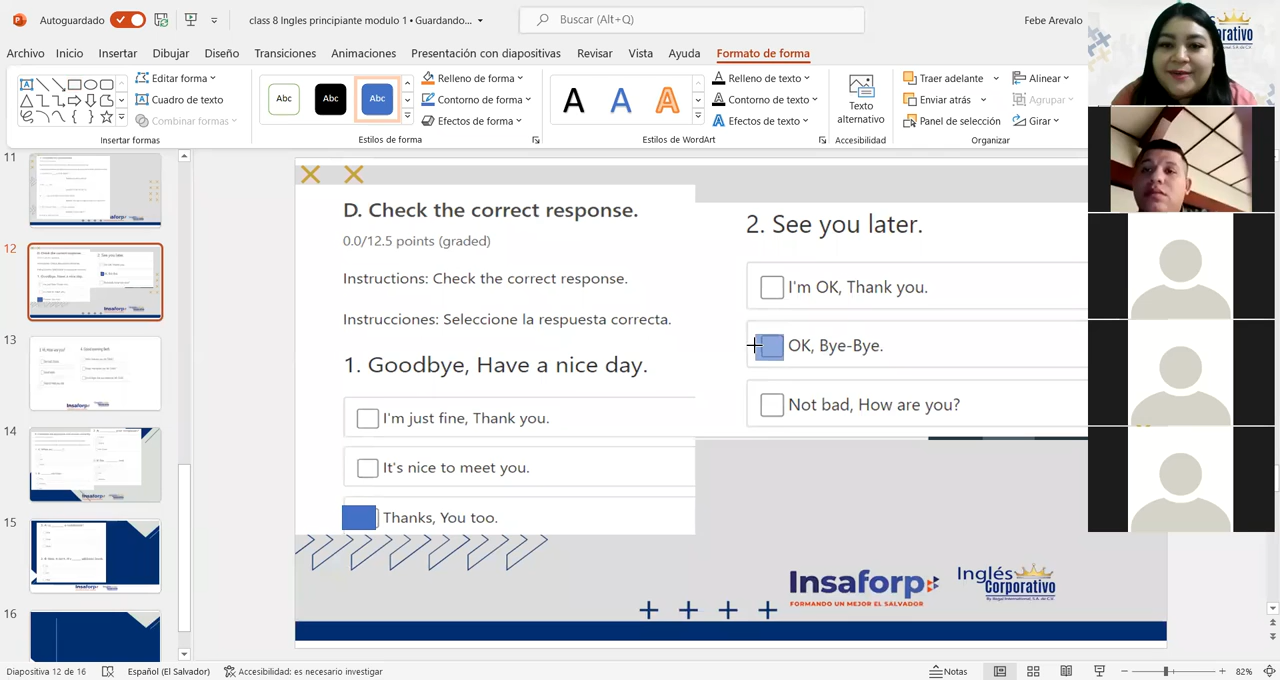 Autoguardado
class 8 Ingles principiante modulo 1 • Guardando...
Buscar (Alt+Q)
Febe Arevalo
Archivo Inicio Insertar Dibujar Diseño Transiciones Animaciones Presentación con diapositivas Revisar Vista Ayuda Formato de forma
Editar forma
Cuadro de texto
Combinar formas
Insertar formas
Abc Abc Abc
Relleno de forma
Contorno de forma
Efectos de forma
Estilos de forma
A A A
Relleno de texto
Contorno de texto
Efectos de texto
Estilos de WordArt
Texto
alternativo
Accesibilidad
Traer adelante
Enviar atrás
Panel de selección
Alinear
Agrupar
Girar
Organizar
11
12
13
14
15
16
D. Check the correct response.
0.0/12.5 points (graded)
Instructions: Check the correct response.
Instrucciones: Seleccione la respuesta correcta.
1. Goodbye, Have a nice day.
I'm just fine, Thank you.
It's nice to meet you.
Thanks, You too.
2. See you later.
I'm OK, Thank you.
OK, Bye-Bye.
Not bad, How are you?
Insaforp
FORMANDO UN MEJOR EL SALVADOR
Inglés
Corporativo
Diapositiva 12 de 16
Español (El Salvador)
Accesibilidad: es necesario investigar
Notas
82%